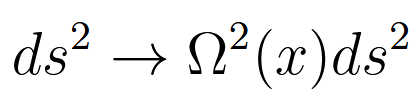 ds² → Ω²(x)ds²